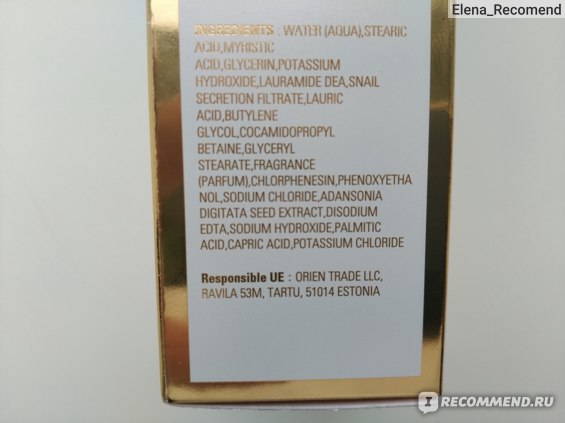 Elena_Recomend
INGREDIENTS : WATER (AQUA),STEARIC
ACID,MYRISTIC
ACID,GLYCERIN,POTASSIUM
HYDROXIDE,LAURAMIDE DEA,SNAIL
SECRETION FILTRATE,LAURIC
ACID,BUTYLENE
GLYCOL,COCAMIDOPROPYL
BETAINE,GLYCERYL
STEARATE,FRAGRANCE
(PARFUM),CHLORPHENESIN,PHENOXYETHA
NOL,SODIUM CHLORIDE,ADANSONIA
DIGITATA SEED EXTRACT,DISODIUM
EDTA,SODIUM HYDROXIDE,PALMITIC
ACID,CAPRIC ACID,POTASSIUM CHLORIDE
Responsible UE : ORIEN TRADE LLC,
RAVILA 53M, TARTU, 51014 ESTONIA
IRECOMMEND.RU